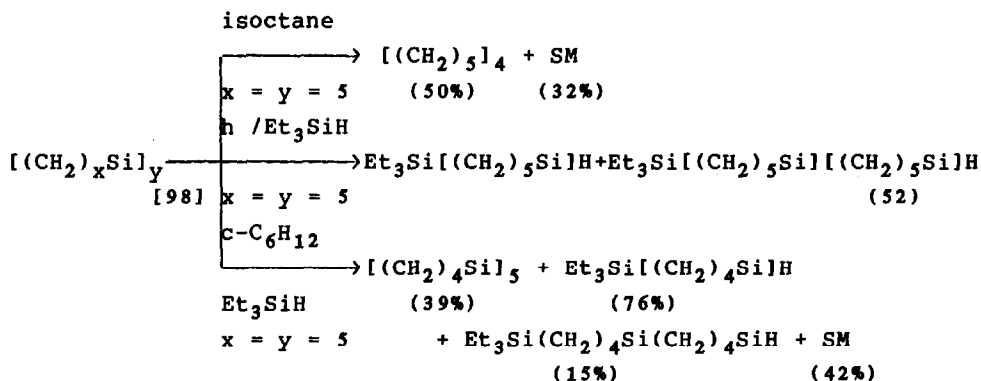 isoctane
[(CH2)5]4 + SM
x = y = 5 (50%) (32%)
h /Et3SiH
[(CH2)xSi]y Et3Si[(CH2)5Si]H+Et3Si[(CH2)5Si][(CH2)5Si]H
[98] x = y = 5 (52)
c-C6H12
[(CH2)4Si]5 + Et3Si[(CH2)4Si]H
Et3SiH (39%) (76%)
x = y = 5 + Et3Si(CH2)4Si(CH2)4SiH + SM
(15%) (42%)